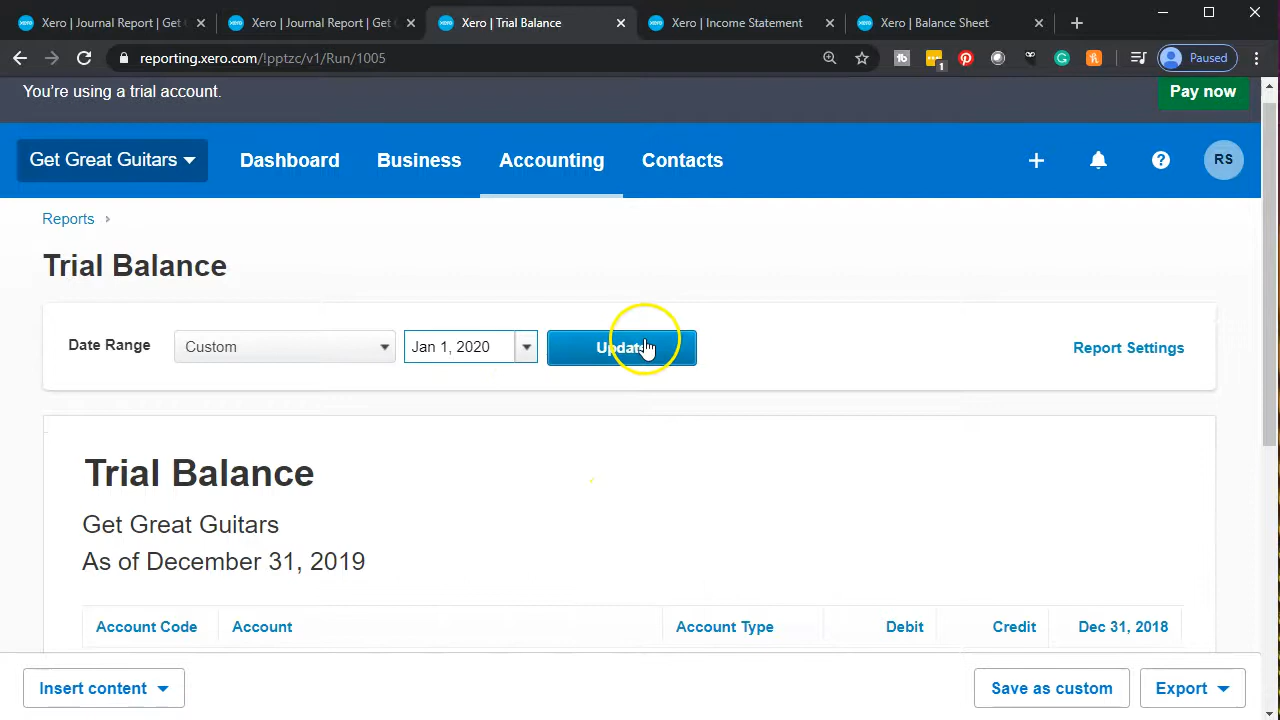 Xero | Journal Report | Get
Xero | Journal Report | Get
Xero | Trial Balance
Xero | Income Statement
Xero | Balance Sheet
reporting.xero.com/!pptzc/v1/Run/1005
1
Paused
You're using a trial account.
Pay now
Get Great Guitars
Dashboard
Business
Accounting
Contacts
RS
Reports
Trial Balance
Date Range
Custom
Jan 1, 2020
Update
Report Settings
Trial Balance
Get Great Guitars
As of December 31, 2019
Account Code
Account
Account Type
Debit
Credit
Dec 31, 2018
Insert content
Save as custom
Export